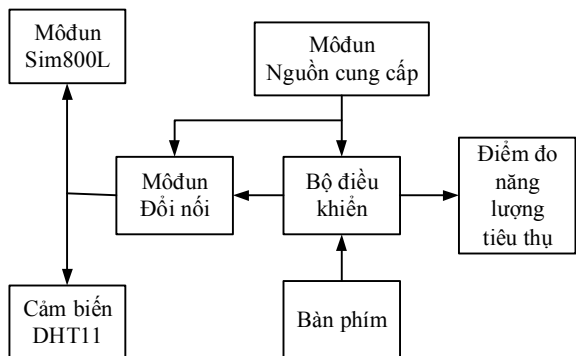 Môđun
Sim800L
Môđun
Nguồn cung cấp
Môđun
Đổi nối
Bộ điều
khiển
Điểm đo
năng
lượng
tiêu thụ
Cảm biến
DHT11
Bàn phím